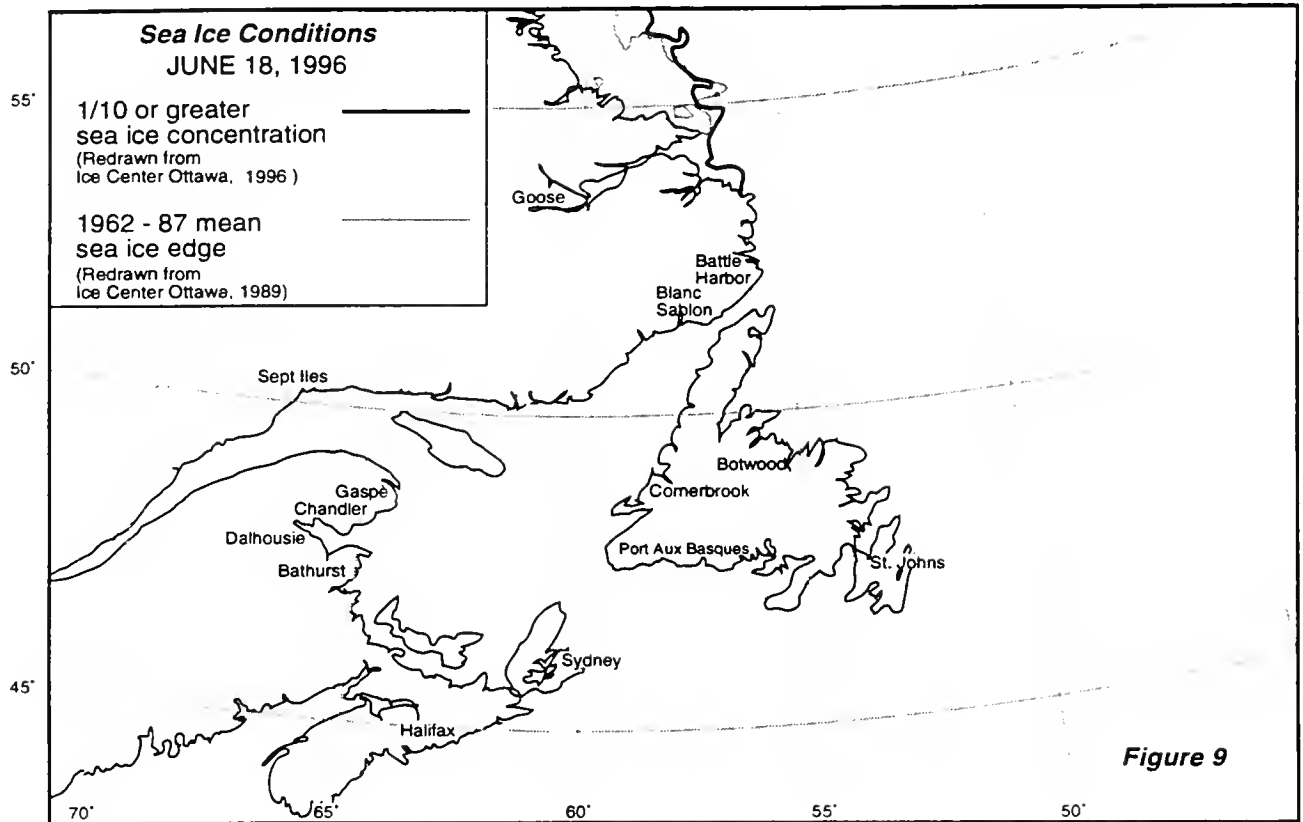 Sea Ice Conditions
JUNE 18, 1996
1/10 or greater
sea ice concentration
(Redrawn from
Ice Center Ottawa, 1996 )
1962 - 87 mean
sea ice edge
(Redrawn from
Ice Center Ottawa, 1989)
55°
Goose
Battle
Harbor
Blanc
Sablon
50°
Sept Iles
Botwood
Cornerbrook
Gaspe
Chandler
Dalhousie
Port Aux Basques
St. Johns
Bathurst
Sydney
45°
Halifax
Figure 9
70°
65°
60°
55°
50°